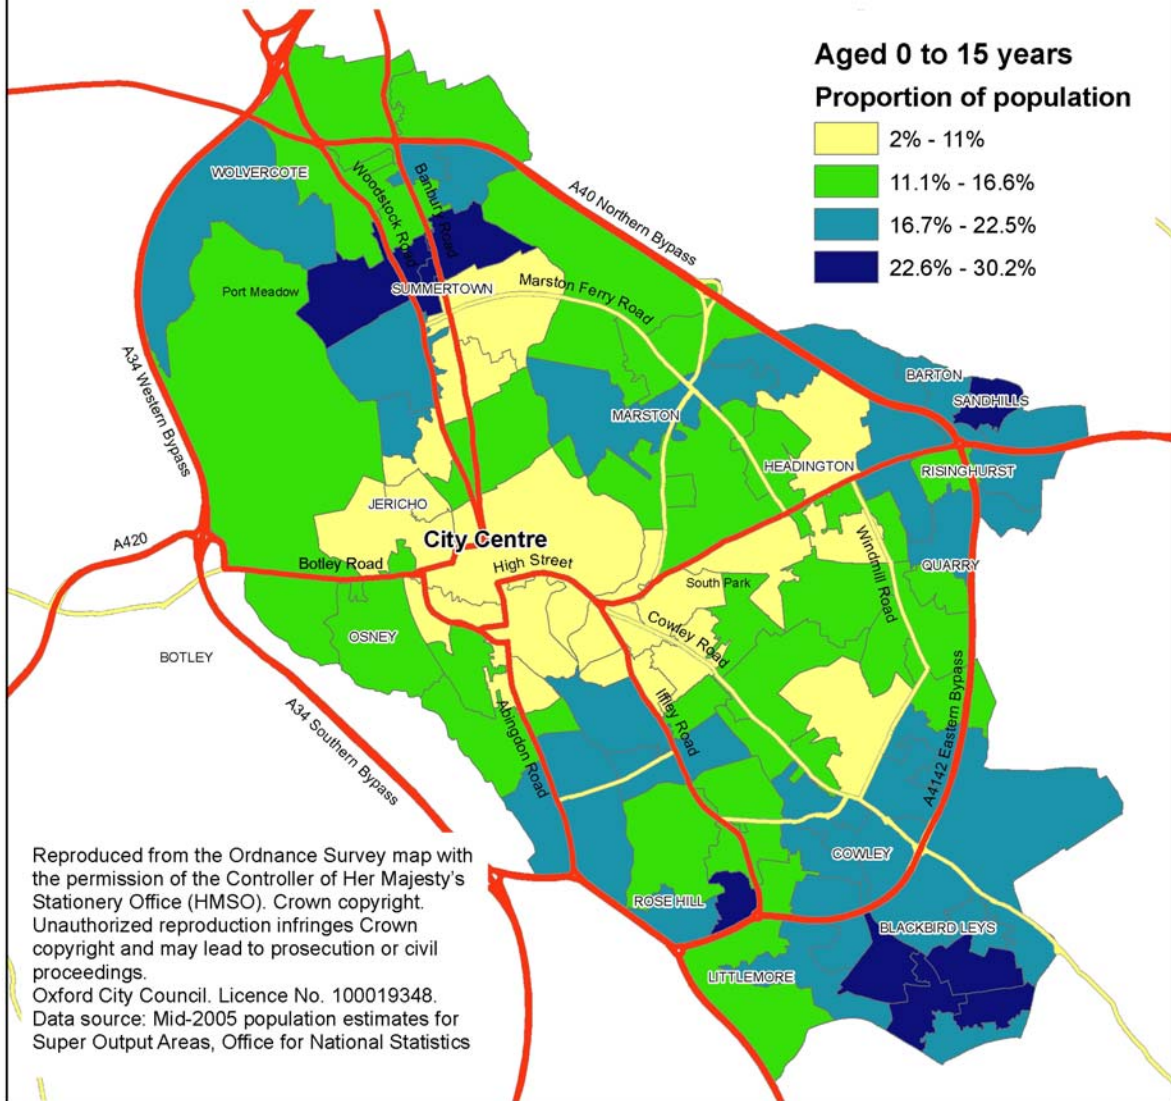 Aged 0 to 15 years
Proportion of population
2% - 11%
11.1% - 16.6%
16.7% - 22.5%
22.6% - 30.2%
WOLVERCOTE
Woodstock Road
Banbury Road
A40 Northern Bypass
Port Meadow
SUMMERTOWN
Marston Ferry Road
A34 Western Bypass
BARTON
SANDHILLS
MARSTON
HEADINGTON
RISINGHURST
JERICHO
City Centre
A420
Botley Road
High Street
Windmill Road
QUARRY
South Park
Cowley Road
OSNEY
BOTLEY
A34 Southern Bypass
Abingdon Road
Iffley Road
A4142 Eastern Bypass
COWLEY
ROSE HILL
BLACKBIRD LEYS
LITTLEMORE
Reproduced from the Ordnance Survey map with
the permission of the Controller of Her Majesty's
Stationery Office (HMSO). Crown copyright.
Unauthorized reproduction infringes Crown
copyright and may lead to prosecution or civil
proceedings.
Oxford City Council. Licence No. 100019348.
Data source: Mid-2005 population estimates for
Super Output Areas, Office for National Statistics